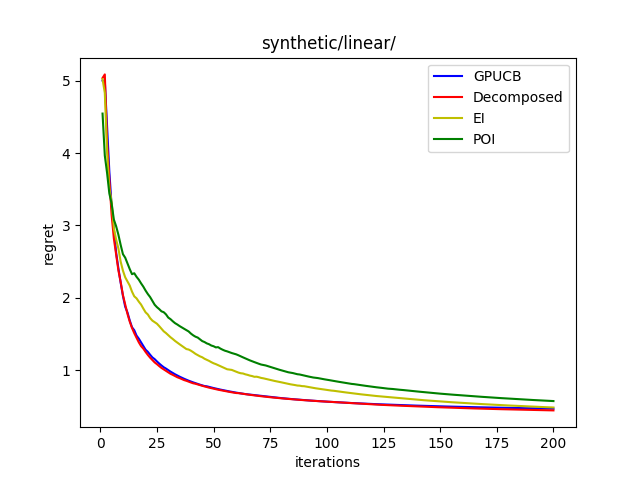 synthetic/linear/
GPUCB
Decomposed
EI
POI
regret
5
4
3
2
1
0 25 50 75 100 125 150 175 200
iterations